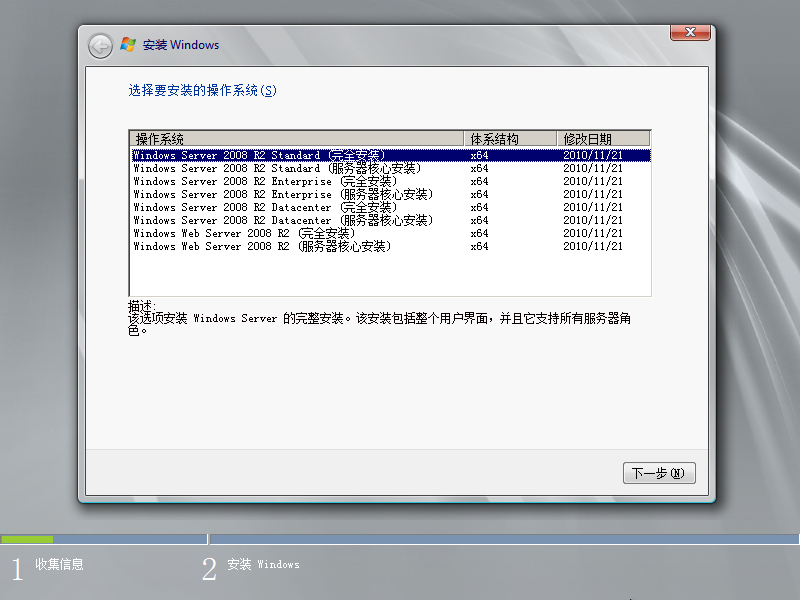 安装 Windows
选择要安装的操作系统(S)
操作系统 体系结构 修改日期
Windows Server 2008 R2 Standard (完全安装) x64 2010/11/21
Windows Server 2008 R2 Standard (服务器核心安装) x64 2010/11/21
Windows Server 2008 R2 Enterprise (完全安装) x64 2010/11/21
Windows Server 2008 R2 Enterprise (服务器核心安装) x64 2010/11/21
Windows Server 2008 R2 Datacenter (完全安装) x64 2010/11/21
Windows Server 2008 R2 Datacenter (服务器核心安装) x64 2010/11/21
Windows Web Server 2008 R2 (完全安装) x64 2010/11/21
Windows Web Server 2008 R2 (服务器核心安装) x64 2010/11/21
描述:
该选项安装 Windows Server 的完整安装。该安装包括整个用户界面，并且它支持所有服务器角
色。
下一步(N)
1 收集信息 2 安装 Windows